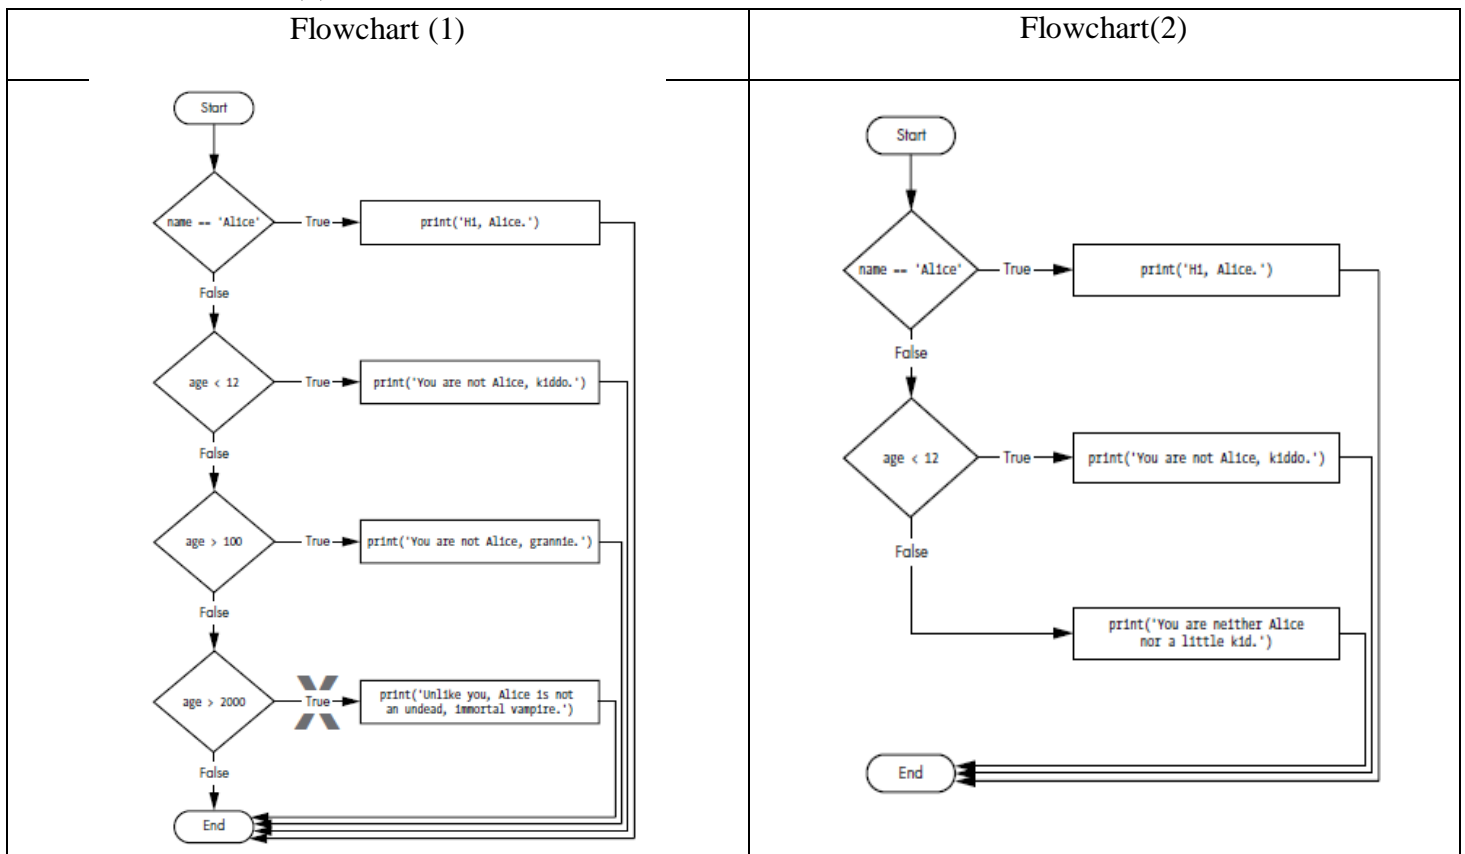 Flowchart (1)
Start
name == 'Alice'
True
print('Hi, Alice.')
False
age < 12
True
print('You are not Alice, kiddo.')
False
age > 100
True
print('You are not Alice, grannie.')
False
age > 2000
True
print('Unlike you, Alice is not
an undead, immortal vampire.')
False
End
Flowchart(2)
Start
name == 'Alice'
True
print('Hi, Alice.')
False
age < 12
True
print('You are not Alice, kiddo.')
False
print('You are neither Alice
nor a little kid.')
End